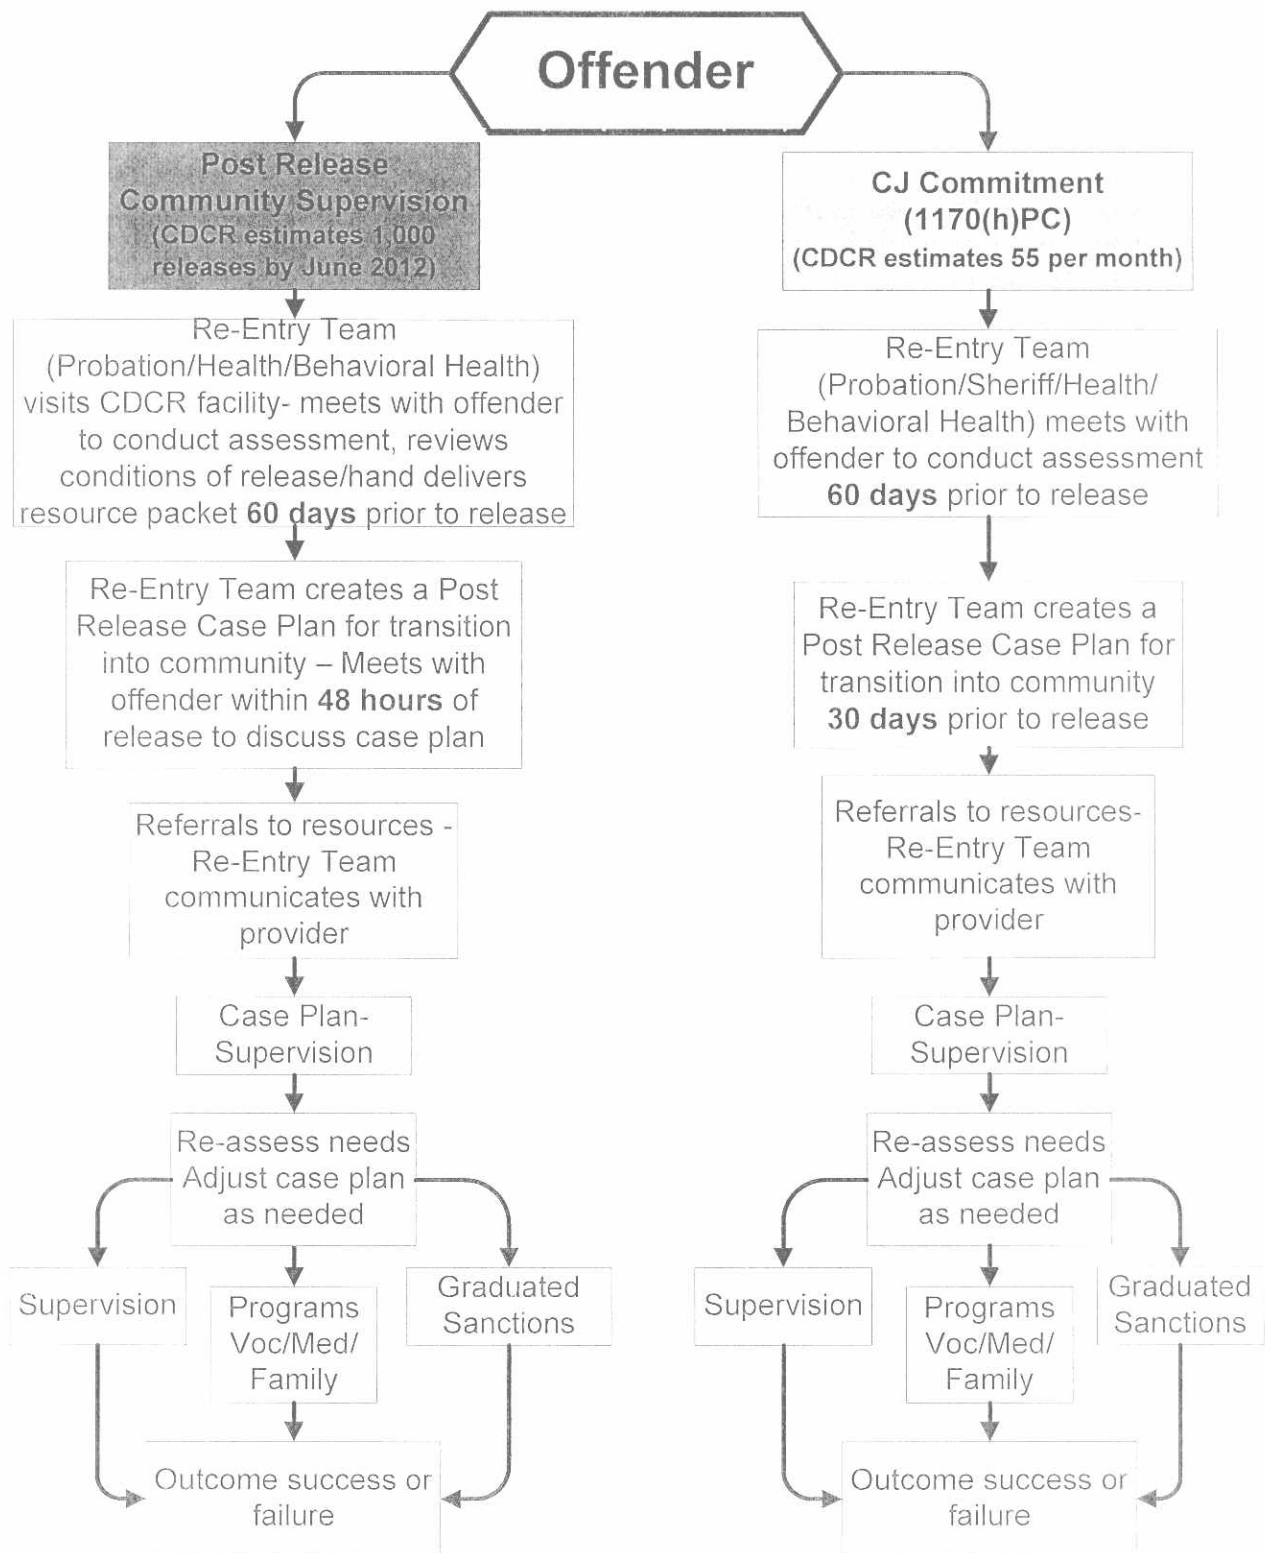 Offender
Post Release
Community Supervision
(CDCR estimates 1,000
releases by June 2012)
Re-Entry Team
(Probation/Health/Behavioral Health)
visits CDCR facility- meets with offender
to conduct assessment, reviews
conditions of release/hand delivers
resource packet 60 days prior to release
Re-Entry Team creates a Post
Release Case Plan for transition
into community – Meets with
offender within 48 hours of
release to discuss case plan
Referrals to resources -
Re-Entry Team
communicates with
provider
Case Plan-
Supervision
Re-assess needs
Adjust case plan
as needed
Supervision
Programs
Voc/Med/
Family
Graduated
Sanctions
Outcome success or
failure
CJ Commitment
(1170(h)PC)
(CDCR estimates 55 per month)
Re-Entry Team
(Probation/Sheriff/Health/
Behavioral Health) meets with
offender to conduct assessment
60 days prior to release
Re-Entry Team creates a
Post Release Case Plan for
transition into community
30 days prior to release
Referrals to resources-
Re-Entry Team
communicates with
provider
Case Plan-
Supervision
Re-assess needs
Adjust case plan
as needed
Supervision
Programs
Voc/Med/
Family
Graduated
Sanctions
Outcome success or
failure